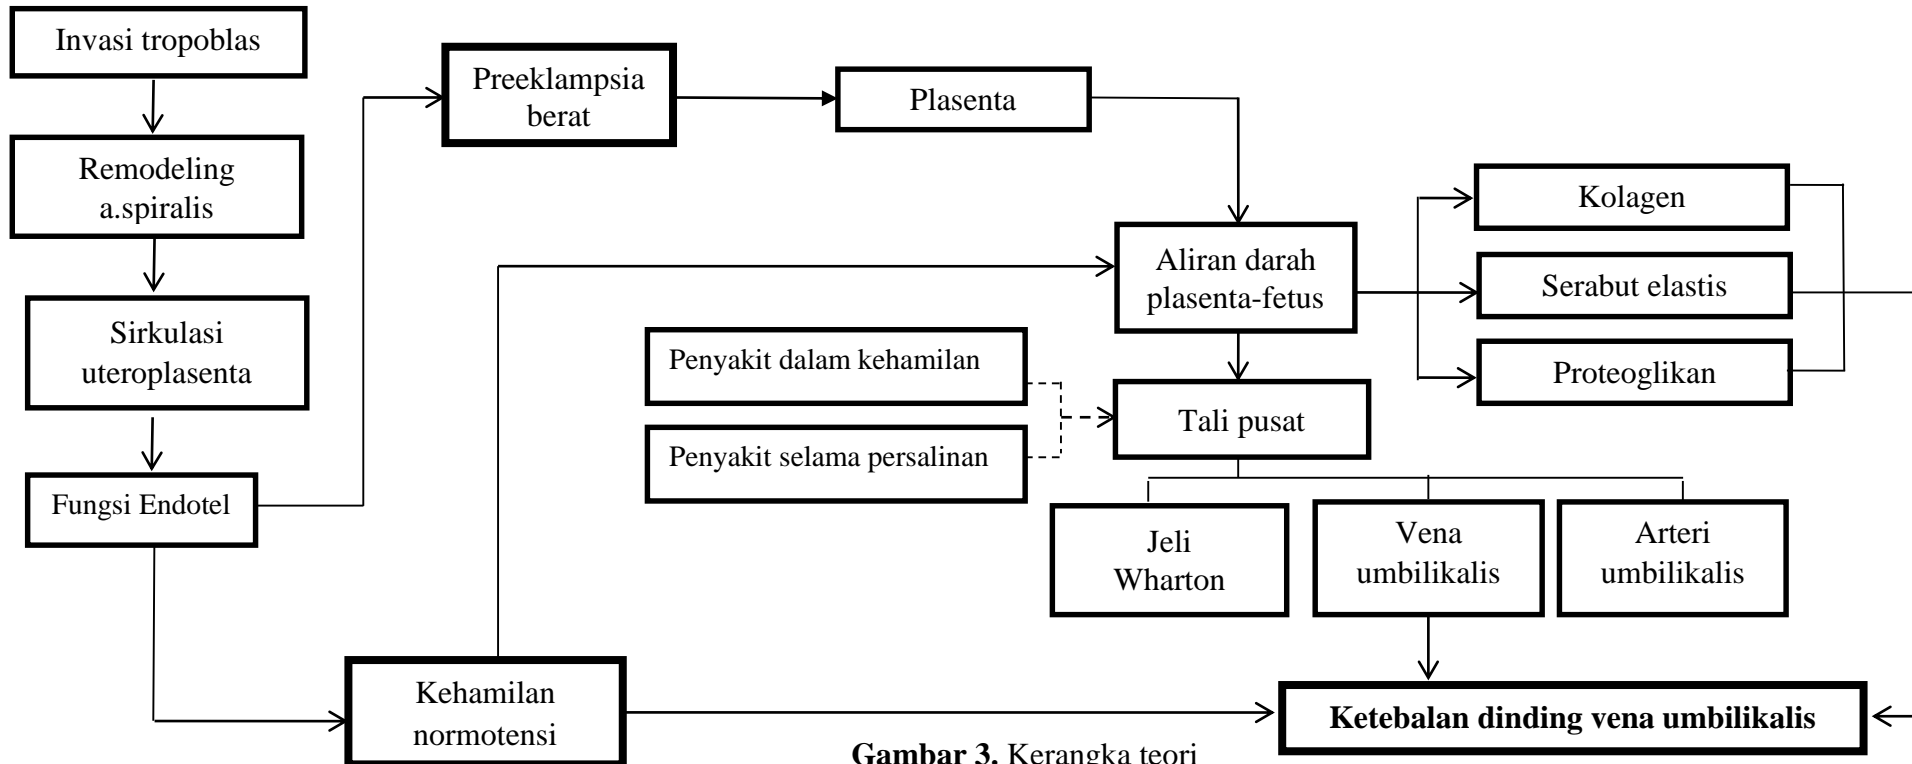 Invasi tropoblas
Remodeling
a.spiralis
Sirkulasi
uteroplasenta
Fungsi Endotel
Preeklampsia
berat
Plasenta
Aliran darah
plasenta-fetus
Kolagen
Serabut elastis
Proteoglikan
Penyakit dalam kehamilan
Penyakit selama persalinan
Tali pusat
Jeli
Wharton
Vena
umbilikalis
Arteri
umbilikalis
Kehamilan
normotensi
Ketebalan dinding vena umbilikalis
Gambar 3. Kerangka teori